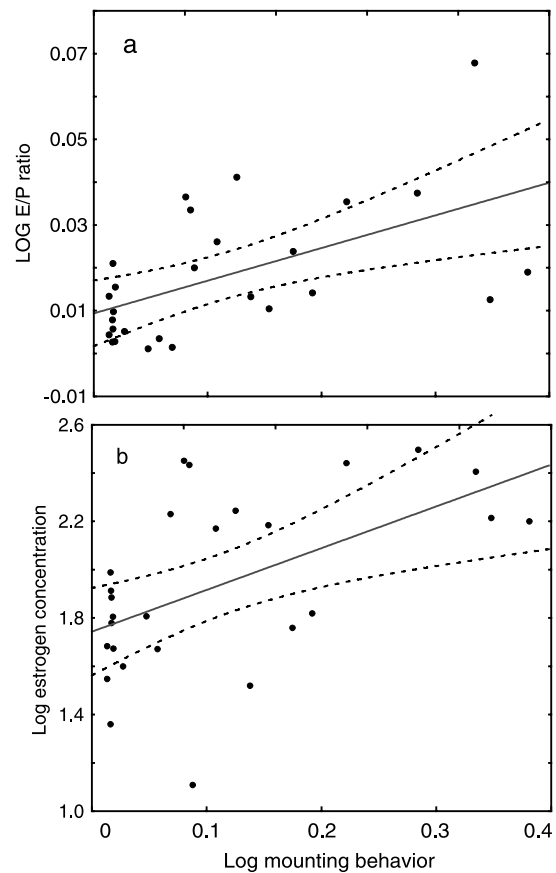 a
0.07
0.05
0.03
0.01
-0.01
LOG E/P ratio
b
2.6
2.2
1.8
1.4
1.0
Log estrogen concentration
0 0.1 0.2 0.3 0.4
Log mounting behavior